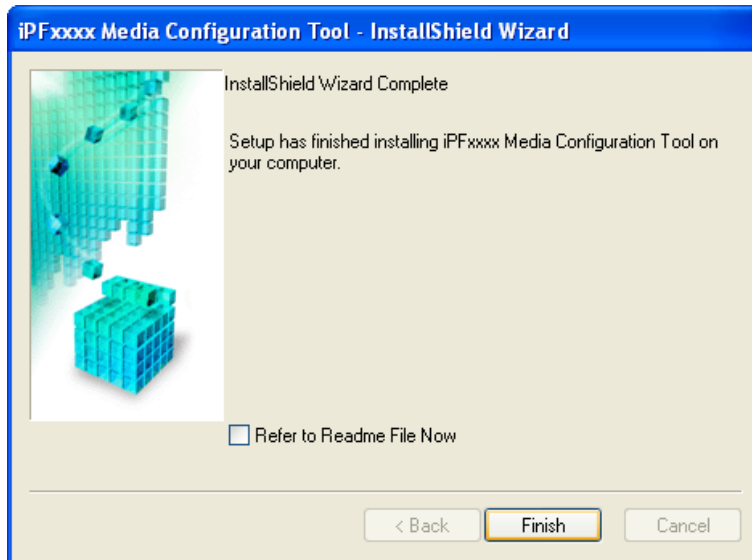 iPFxxxx Media Configuration Tool - InstallShield Wizard
InstallShield Wizard Complete
Setup has finished installing iPFxxxx Media Configuration Tool on
your computer.
Refer to Readme File Now
< Back
Finish
Cancel